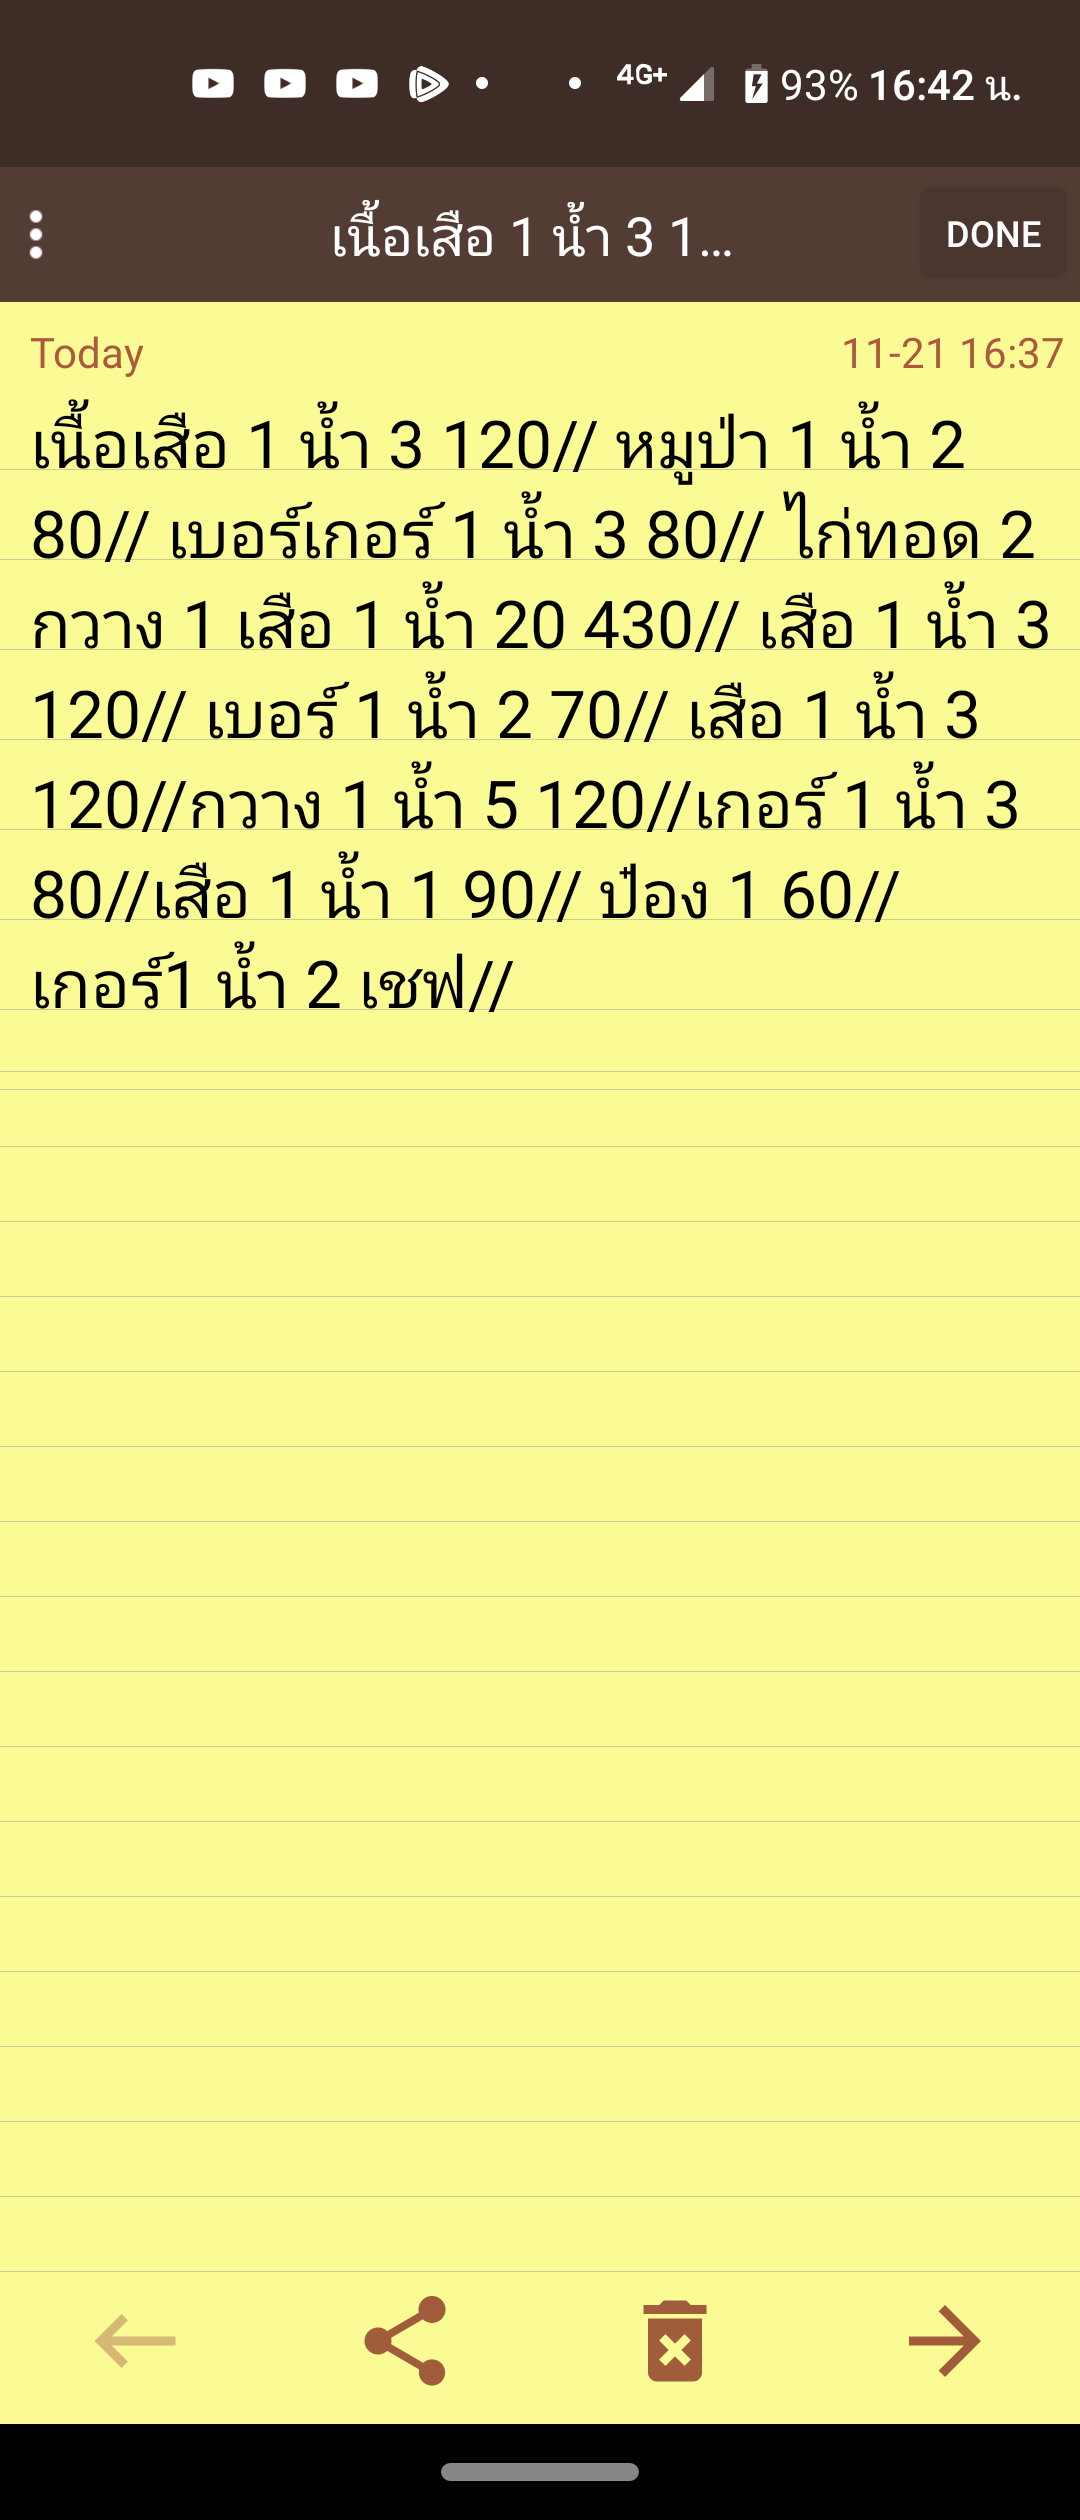 4G+ 93% 16:42 น.
เนื้อเสือ 1 น้ำ 3 1...
DONE
Today 11-21 16:37
เนื้อเสือ 1 น้ำ 3 120// หมูป่า 1 น้ำ 2
80// เบอร์เกอร์ 1 น้ำ 3 80// ไก่ทอด 2
กวาง 1 เสือ 1 น้ำ 20 430// เสือ 1 น้ำ 3
120// เบอร์ 1 น้ำ 2 70// เสือ 1 น้ำ 3
120//กวาง 1 น้ำ 5 120//เกอร์ 1 น้ำ 3
80//เสือ 1 น้ำ 1 90// ป๋อง 1 60//
เกอร์1 น้ำ 2 เชฟ//